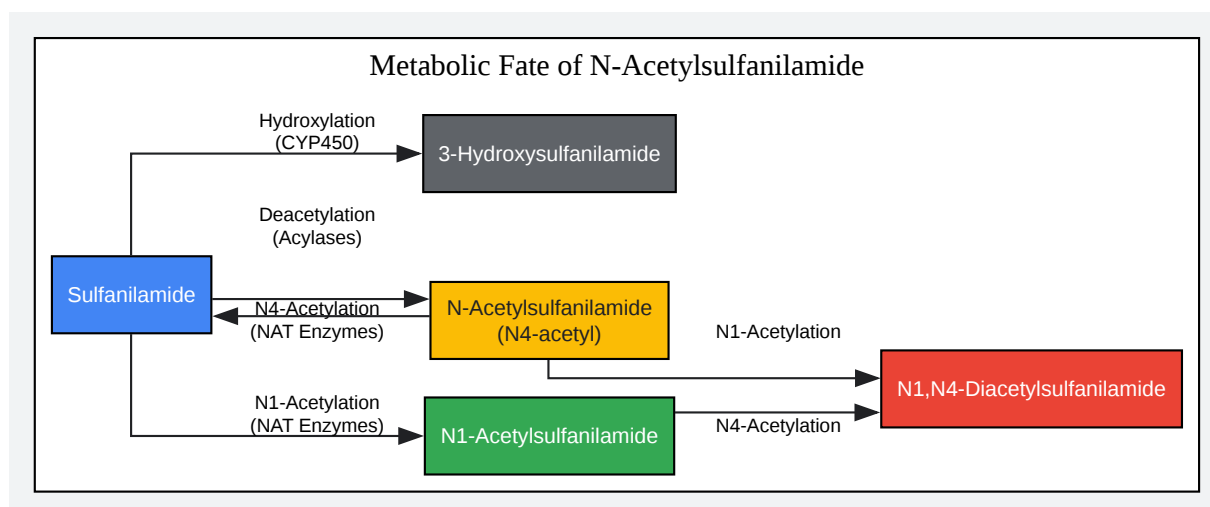 Metabolic Fate of N-Acetylsulfanilamide
Hydroxylation
(CYP450)
3-Hydroxysulfanilamide
Deacetylation
(Acylases)
Sulfanilamide
N4-Acetylation
(NAT Enzymes)
N-Acetylsulfanilamide
(N4-acetyl)
N1-Acetylation
N1,N4-Diacetylsulfanilamide
N1-Acetylation
(NAT Enzymes)
N1-Acetylsulfanilamide
N4-Acetylation